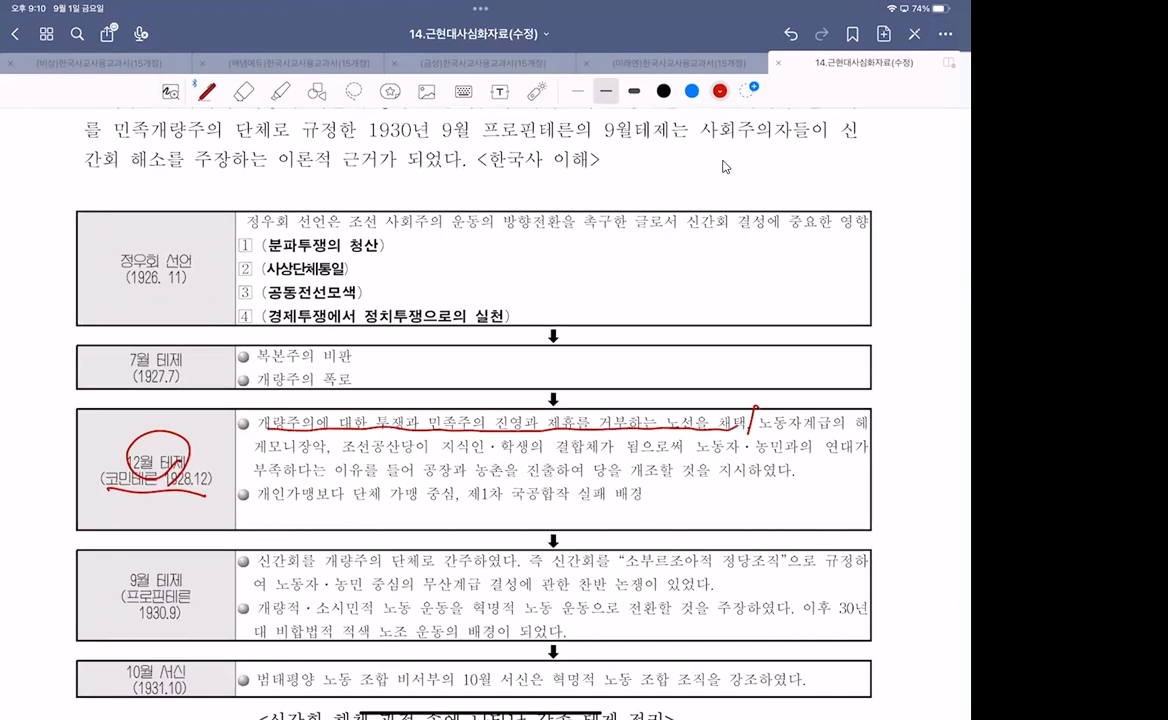 오후 9:10 9월 1일 금요일
74%
14.근현대사심화자료(수정)
(비상)한국사교사용교과서(15개정)
(해냄에듀)한국사교사용교과서(15개정)
(금성)한국사교사용교과서(15개정)
(미래엔)한국사교사용교과서(15개정)
14.근현대사심화자료(수정)
를 민족개량주의 단체로 규정한 1930년 9월 프로핀테른의 9월테제는 사회주의자들이 신
간회 해소를 주장하는 이론적 근거가 되었다. <한국사 이해>
정우회 선언
(1926. 11)
정우회 선언은 조선 사회주의 운동의 방향전환을 촉구한 글로서 신간회 결성에 중요한 영향
1 (분파투쟁의 청산)
2 (사상단체통일)
3 (공동전선모색)
4 (경제투쟁에서 정치투쟁으로의 실천)
7월 테제
(1927.7)
복본주의 비판
개량주의 폭로
12월 테제
(코민테른 1928.12)
개량주의에 대한 투쟁과 민족주의 진영과 제휴를 거부하는 노선을 채택, 노동자계급의 헤
게모니장악, 조선공산당이 지식인·학생의 결합체가 됨으로써 노동자·농민과의 연대가
부족하다는 이유를 들어 공장과 농촌을 진출하여 당을 개조할 것을 지시하였다.
개인가맹보다 단체 가맹 중심, 제1차 국공합작 실패 배경
9월 테제
(프로핀테른
1930.9)
신간회를 개량주의 단체로 간주하였다. 즉 신간회를 “소부르조아적 정당조직”으로 규정하
여 노동자·농민 중심의 무산계급 결성에 관한 찬반 논쟁이 있었다.
개량적·소시민적 노동 운동을 혁명적 노동 운동으로 전환할 것을 주장하였다. 이후 30년
대 비합법적 적색 노조 운동의 배경이 되었다.
10월 서신
(1931.10)
범태평양 노동 조합 비서부의 10월 서신은 혁명적 노동 조합 조직을 강조하였다.